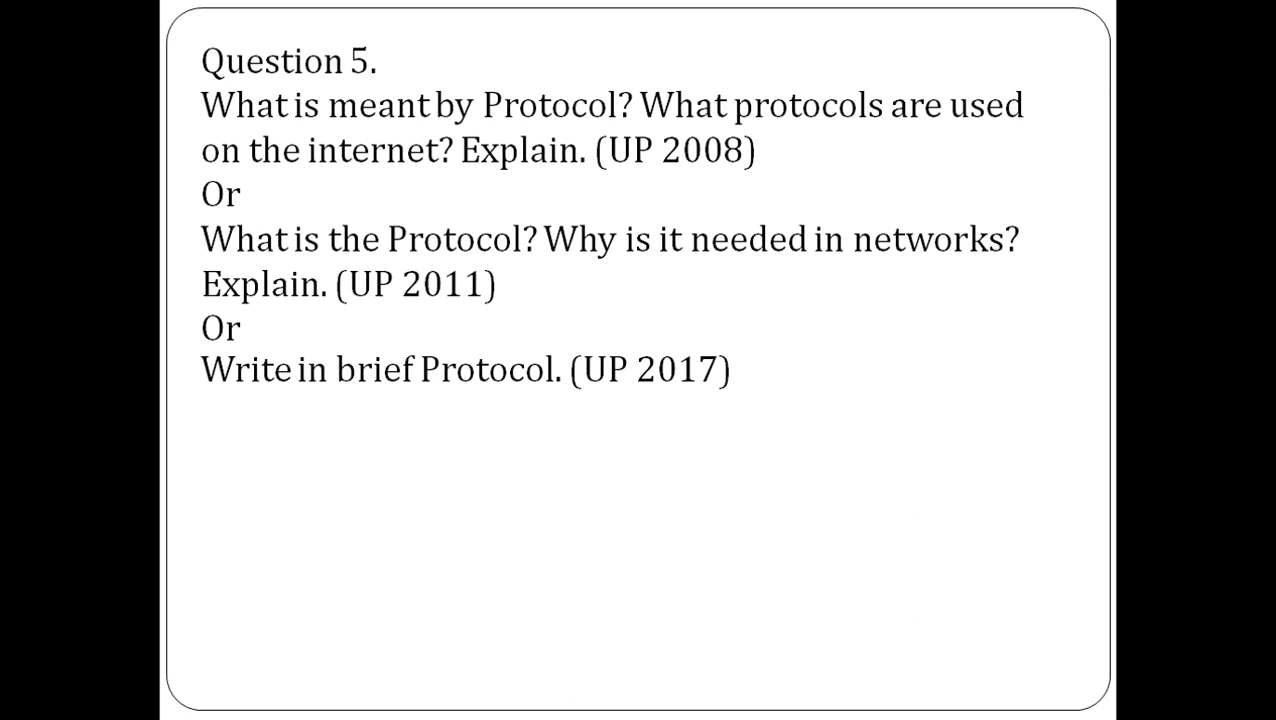 Question 5.
What is meant by Protocol? What protocols are used
on the internet? Explain. (UP 2008)
Or
What is the Protocol? Why is it needed in networks?
Explain. (UP 2011)
Or
Write in brief Protocol. (UP 2017)